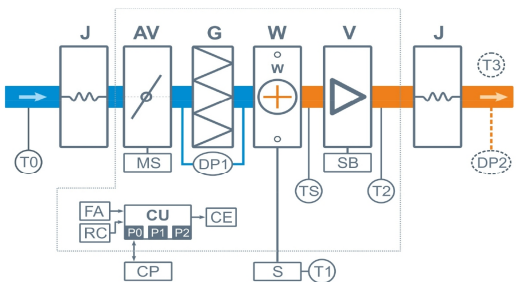 J AV G W V J
W
T3
T0 MS DP1 TS SB T2 DP2
FA CU CE
RC P0 P1 P2
CP S T1